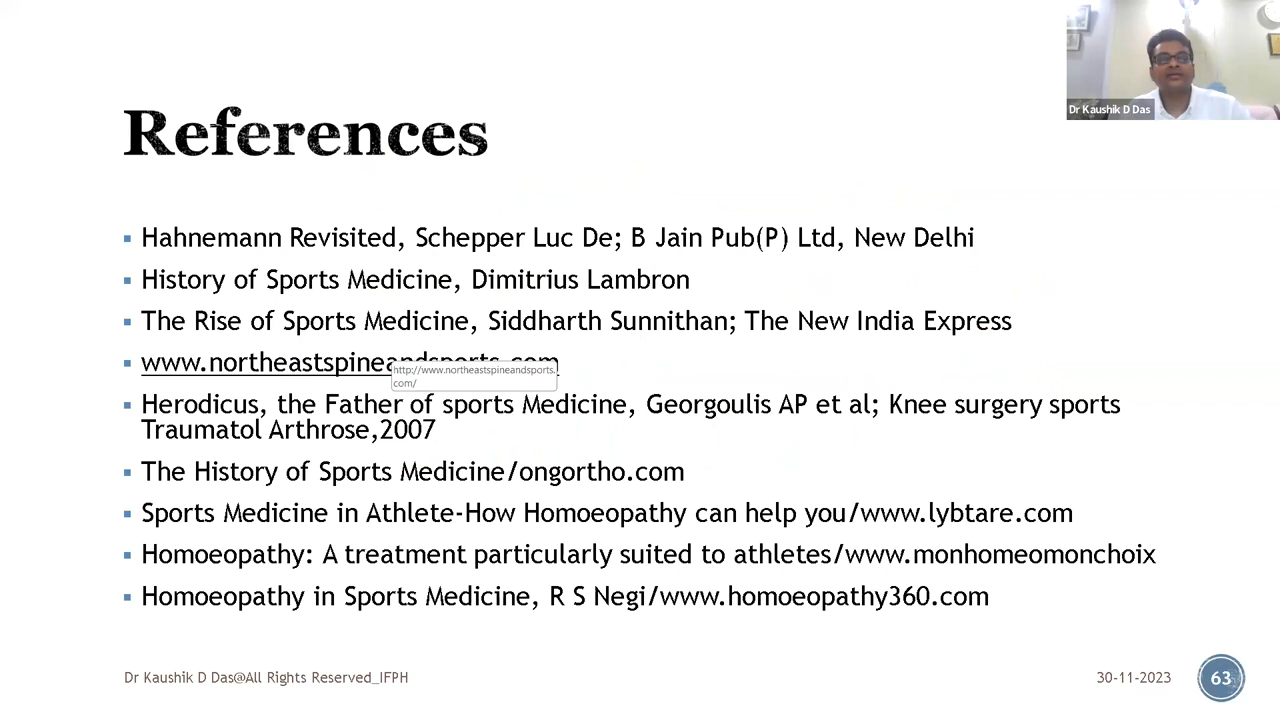 Dr Kaushik D Das
References
Hahnemann Revisited, Schepper Luc De; B Jain Pub(P) Ltd, New Delhi
History of Sports Medicine, Dimitrius Lambron
The Rise of Sports Medicine, Siddharth Sunnithan; The New India Express
www.northeastspineandsports.com
http://www.northeastspineandsports.
com/
Herodicus, the Father of sports Medicine, Georgoulis AP et al; Knee surgery sports
Traumatol Arthrose,2007
The History of Sports Medicine/ongortho.com
Sports Medicine in Athlete-How Homoeopathy can help you/www.lybtare.com
Homoeopathy: A treatment particularly suited to athletes/www.monhomeomonchoix
Homoeopathy in Sports Medicine, R S Negi/www.homoeopathy360.com
Dr Kaushik D Das@All Rights Reserved_IFPH
30-11-2023
63